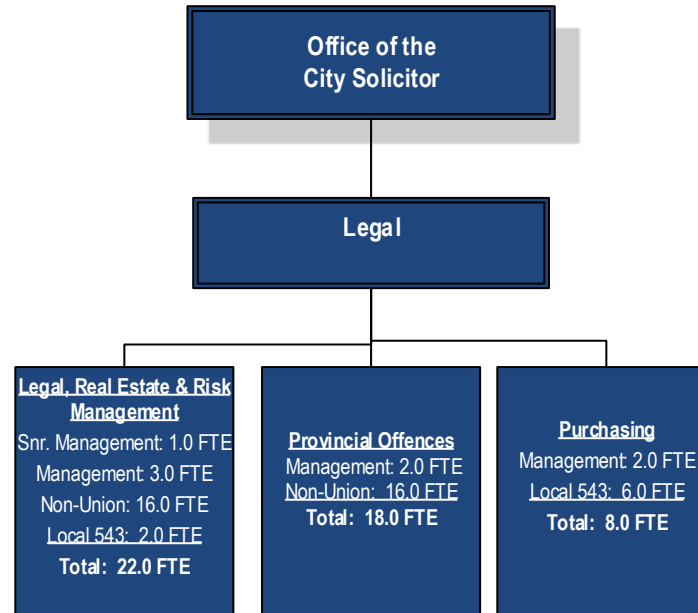 Office of the
City Solicitor
Legal
Legal, Real Estate & Risk
Management
Snr. Management: 1.0 FTE
Management: 3.0 FTE
Non-Union: 16.0 FTE
Local 543: 2.0 FTE
Total: 22.0 FTE
Provincial Offences
Management: 2.0 FTE
Non-Union: 16.0 FTE
Total: 18.0 FTE
Purchasing
Management: 2.0 FTE
Local 543: 6.0 FTE
Total: 8.0 FTE